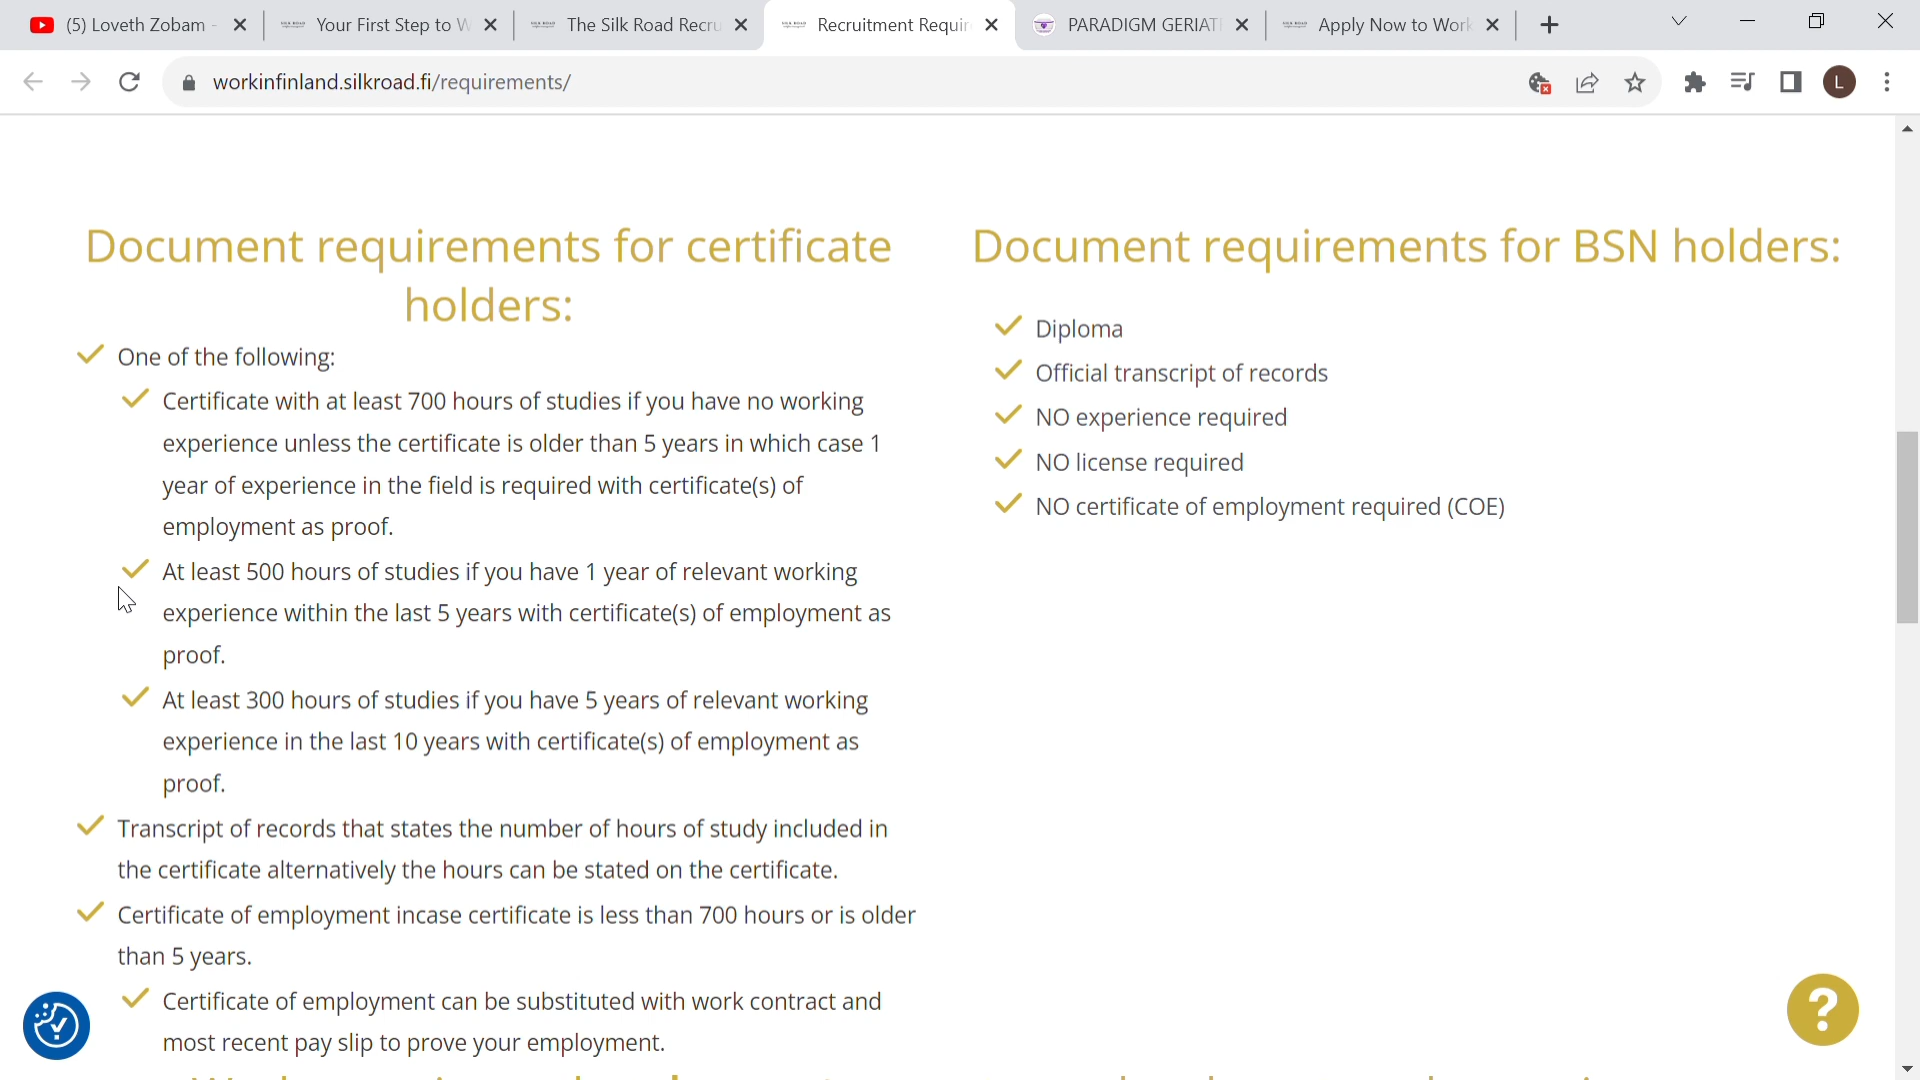 (5) Loveth Zobam -
Your First Step to W
The Silk Road Recru
Recruitment Requir
PARADIGM GERIAT
Apply Now to Work
workinfinland.silkroad.fi/requirements/
L
Document requirements for certificate
holders:
One of the following:
Certificate with at least 700 hours of studies if you have no working
experience unless the certificate is older than 5 years in which case 1
year of experience in the field is required with certificate(s) of
employment as proof.
At least 500 hours of studies if you have 1 year of relevant working
experience within the last 5 years with certificate(s) of employment as
proof.
At least 300 hours of studies if you have 5 years of relevant working
experience in the last 10 years with certificate(s) of employment as
proof.
Transcript of records that states the number of hours of study included in
the certificate alternatively the hours can be stated on the certificate.
Certificate of employment incase certificate is less than 700 hours or is older
than 5 years.
Certificate of employment can be substituted with work contract and
most recent pay slip to prove your employment.
Document requirements for BSN holders:
Diploma
Official transcript of records
NO experience required
NO license required
NO certificate of employment required (COE)
?